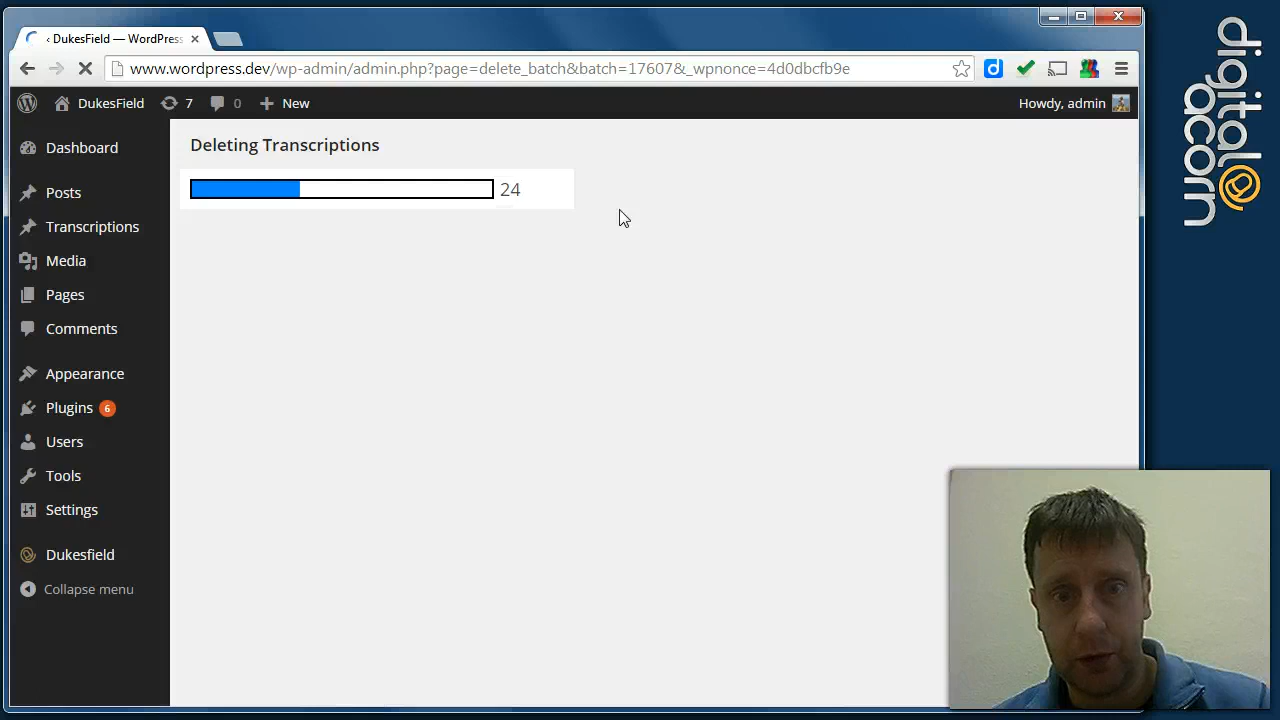 ‹ DukesField — WordPress
www.wordpress.dev/wp-admin/admin.php?page=delete_batch&batch=17607&_wpnonce=4d0dbcfb9e
DukesField 7 0 New Howdy, admin
Dashboard
Posts
Transcriptions
Media
Pages
Comments
Appearance
Plugins 6
Users
Tools
Settings
Dukesfield
Collapse menu
Deleting Transcriptions
24
digital
acorn